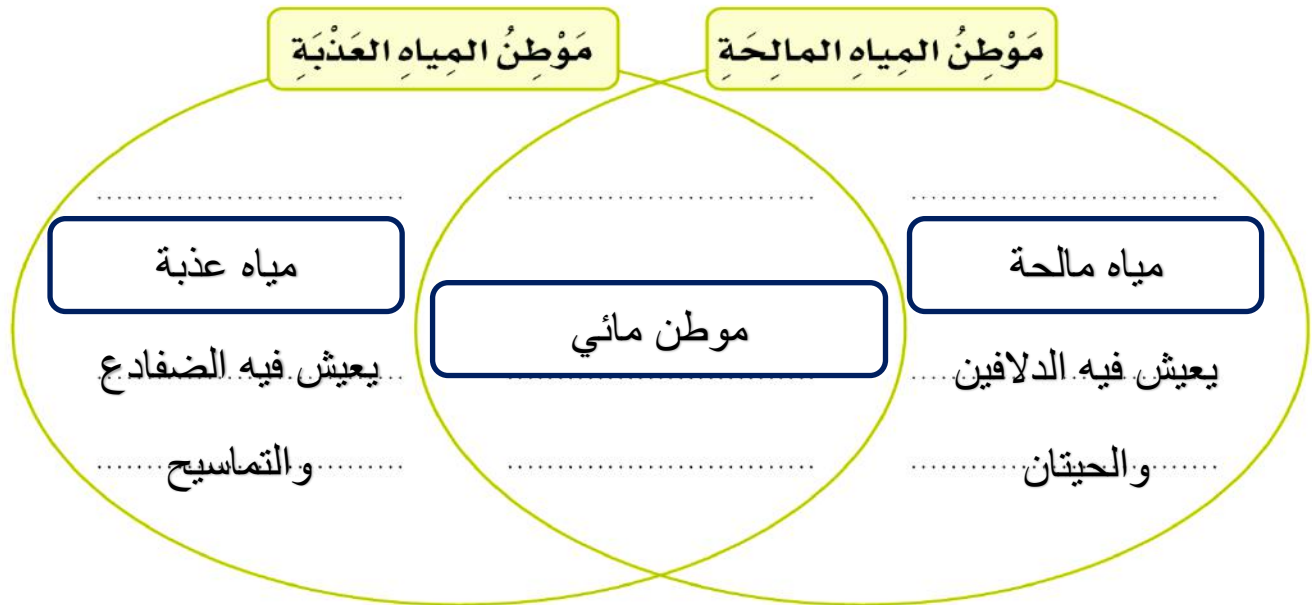 مَوْطِنُ المِياهِ المالِحَةِ
مَوْطِنُ المِياهِ العَذْبَةِ
مياه مالحة
يعيش فيه الدلافين
والحيتان
موطن مائي
مياه عذبة
يعيش فيه الضفادع
والتماسيح